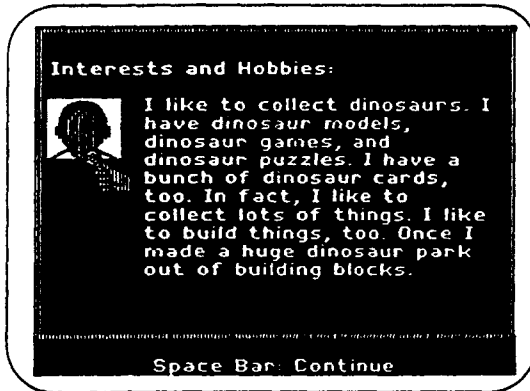 Interests and Hobbies:
I like to collect dinosaurs. I
have dinosaur models,
dinosaur games, and
dinosaur puzzles. I have a
bunch of dinosaur cards,
too. In fact, I like to
collect lots of things. I like
to build things, too. Once I
made a huge dinosaur park
out of building blocks.
Space Bar: Continue